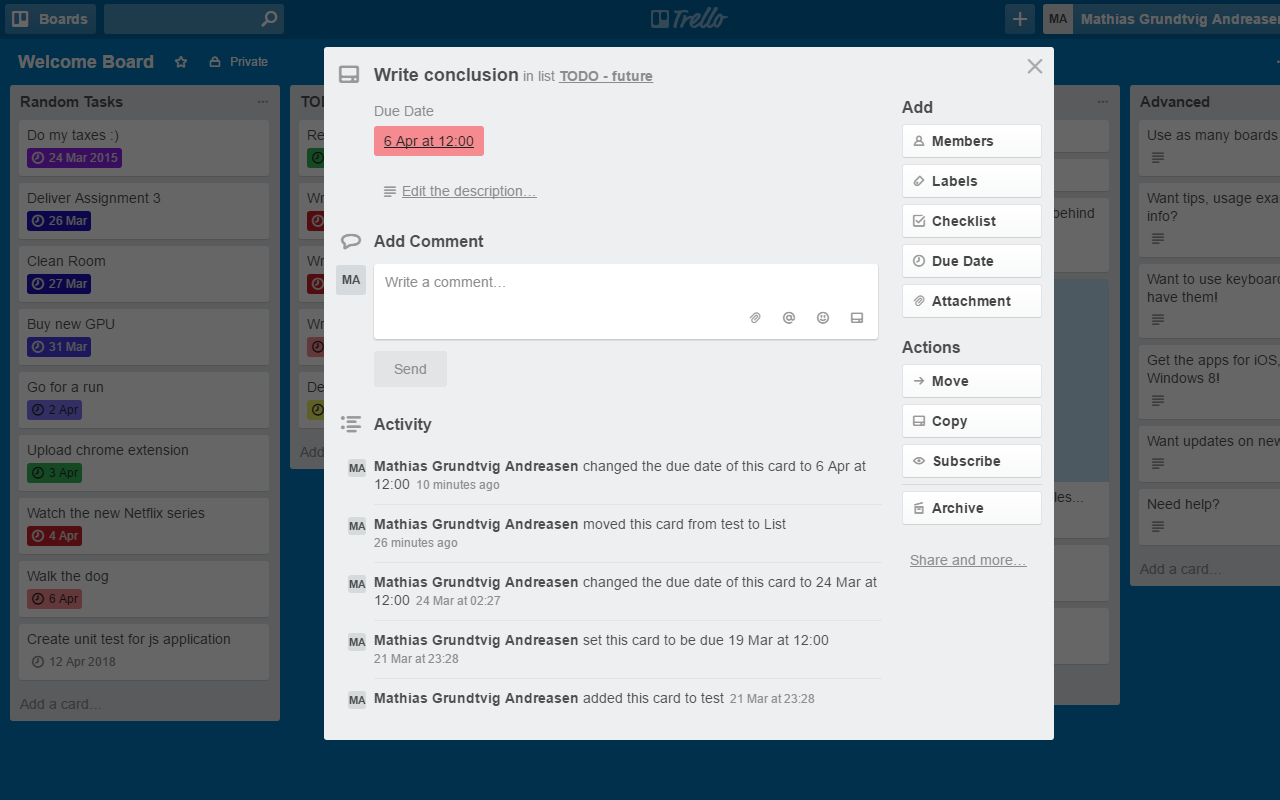 Boards
Trello
MA
Mathias Grundtvig Andreasen
Welcome Board
Private
Random Tasks
...
Do my taxes :)
24 Mar 2015
Deliver Assignment 3
26 Mar
Clean Room
27 Mar
Buy new GPU
31 Mar
Go for a run
2 Apr
Upload chrome extension
3 Apr
Watch the new Netflix series
4 Apr
Walk the dog
6 Apr
Create unit test for js application
12 Apr 2018
Add a card…
Write conclusion in list TODO - future
Due Date
6 Apr at 12:00
Edit the description…
Add Comment
MA
Write a comment…
Send
Activity
MA
Mathias Grundtvig Andreasen changed the due date of this card to 6 Apr at
12:00 10 minutes ago
MA
Mathias Grundtvig Andreasen moved this card from test to List
26 minutes ago
MA
Mathias Grundtvig Andreasen changed the due date of this card to 24 Mar at
12:00 24 Mar at 02:27
MA
Mathias Grundtvig Andreasen set this card to be due 19 Mar at 12:00
21 Mar at 23:28
MA
Mathias Grundtvig Andreasen added this card to test 21 Mar at 23:28
Add
Members
Labels
Checklist
Due Date
Attachment
Actions
Move
Copy
Subscribe
Archive
Share and more…
behind
Advanced
Use as many boards
Want tips, usage exa
info?
Want to use keyboard
have them!
Get the apps for iOS,
Windows 8!
Want updates on new
Need help?
Add a card…